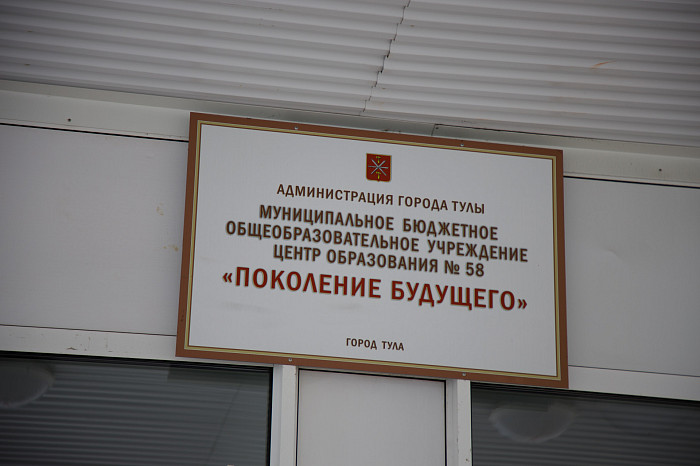 АДМИНИСТРАЦИЯ ГОРОДА ТУЛЫ
МУНИЦИПАЛЬНОЕ БЮДЖЕТНОЕ
ОБЩЕОБРАЗОВАТЕЛЬНОЕ УЧРЕЖДЕНИЕ
ЦЕНТР ОБРАЗОВАНИЯ № 58
«ПОКОЛЕНИЕ БУДУЩЕГО»
ГОРОД ТУЛА